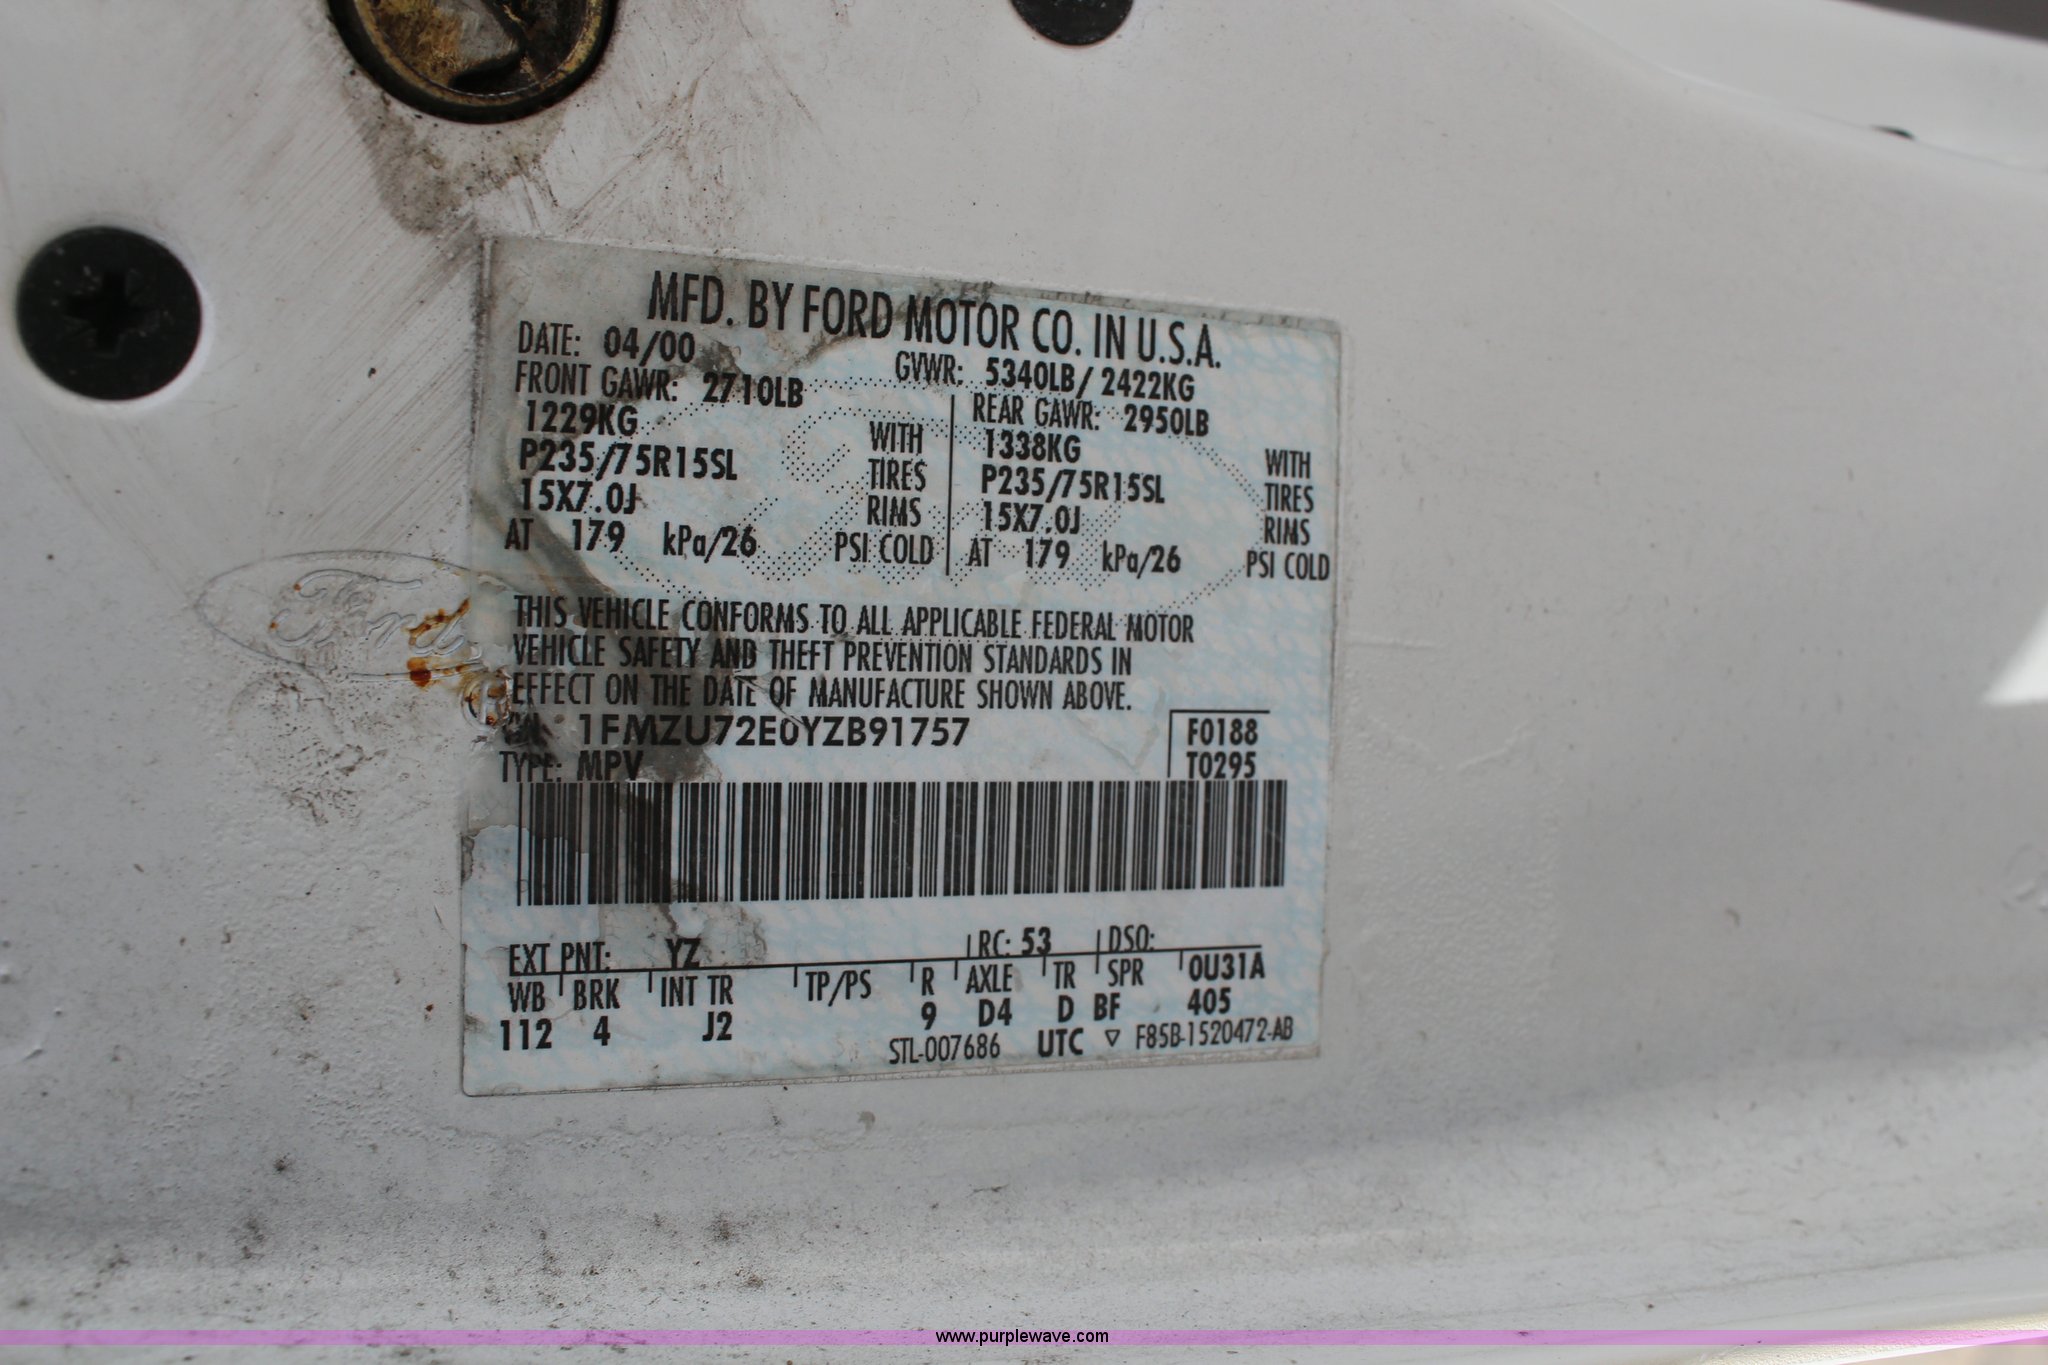 MFD. BY FORD MOTOR CO. IN U.S.A.
DATE: 04/00 GVWR: 5340LB/ 2422KG
FRONT GAWR: 2710LB REAR GAWR: 2950LB
1229KG WITH 1338KG WITH
P235/75R15SL TIRES P235/75R15SL TIRES
15X7.0J RIMS 15X7.0J RIMS
AT 179 kPa/26 PSI COLD AT 179 kPa/26 PSI COLD
THIS VEHICLE CONFORMS TO ALL APPLICABLE FEDERAL MOTOR
VEHICLE SAFETY AND THEFT PREVENTION STANDARDS IN
EFFECT ON THE DATE OF MANUFACTURE SHOWN ABOVE.
1FMZU72E0YZB91757 F0188
TYPE: MPV T0295
Ford
EXT PNT: YZ RC: 53 DSO:
WB BRK INT TR TP/PS R AXLE TR SPR 0U31A
112 4 J2 9 D4 D BF 405
STL-007686 UTC ▽ F85B-1520472-AB
www.purplewave.com